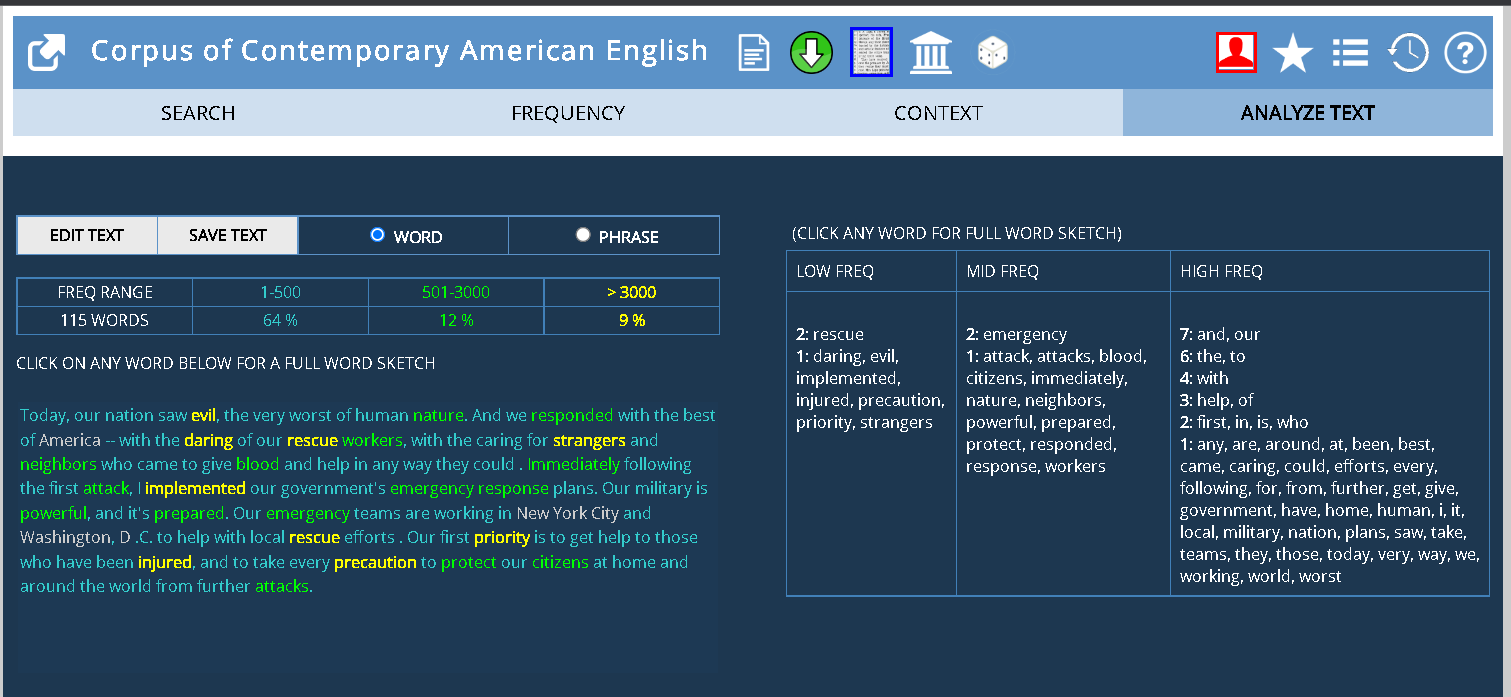 Corpus of Contemporary American English
SEARCH
FREQUENCY
CONTEXT
ANALYZE TEXT
EDIT TEXT
SAVE TEXT
WORD
PHRASE
FREQ RANGE 1-500 501-3000 > 3000
115 WORDS 64 % 12 % 9 %
CLICK ON ANY WORD BELOW FOR A FULL WORD SKETCH
Today, our nation saw evil, the very worst of human nature. And we responded with the best
of America -- with the daring of our rescue workers, with the caring for strangers and
neighbors who came to give blood and help in any way they could . Immediately following
the first attack, I implemented our government's emergency response plans. Our military is
powerful, and it's prepared. Our emergency teams are working in New York City and
Washington, D .C. to help with local rescue efforts . Our first priority is to get help to those
who have been injured, and to take every precaution to protect our citizens at home and
around the world from further attacks.
(CLICK ANY WORD FOR FULL WORD SKETCH)
LOW FREQ
2: rescue
1: daring, evil,
implemented,
injured, precaution,
priority, strangers
MID FREQ
2: emergency
1: attack, attacks, blood,
citizens, immediately,
nature, neighbors,
powerful, prepared,
protect, responded,
response, workers
HIGH FREQ
7: and, our
6: the, to
4: with
3: help, of
2: first, in, is, who
1: any, are, around, at, been, best,
came, caring, could, efforts, every,
following, for, from, further, get, give,
government, have, home, human, i, it,
local, military, nation, plans, saw, take,
teams, they, those, today, very, way, we,
working, world, worst